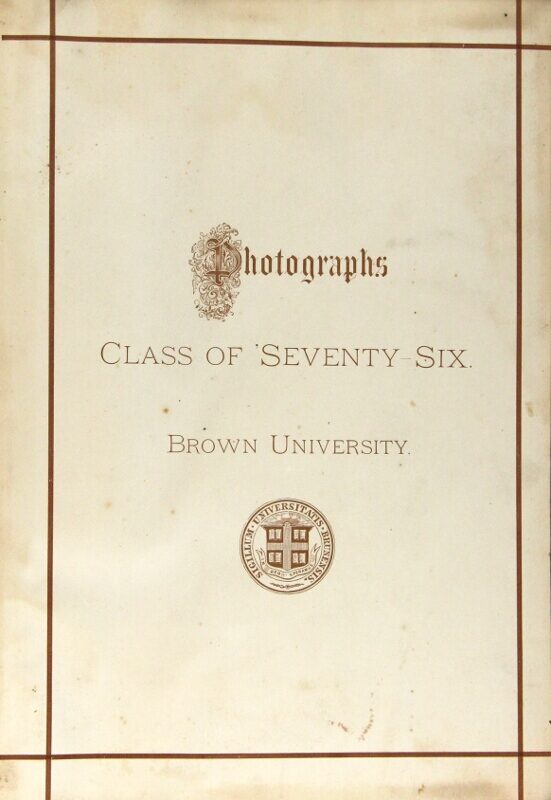 Photographs
CLASS OF 'SEVENTY-SIX.
BROWN UNIVERSITY.
SIGILLUM · UNIVERSITATIS · BRUNENSIS.